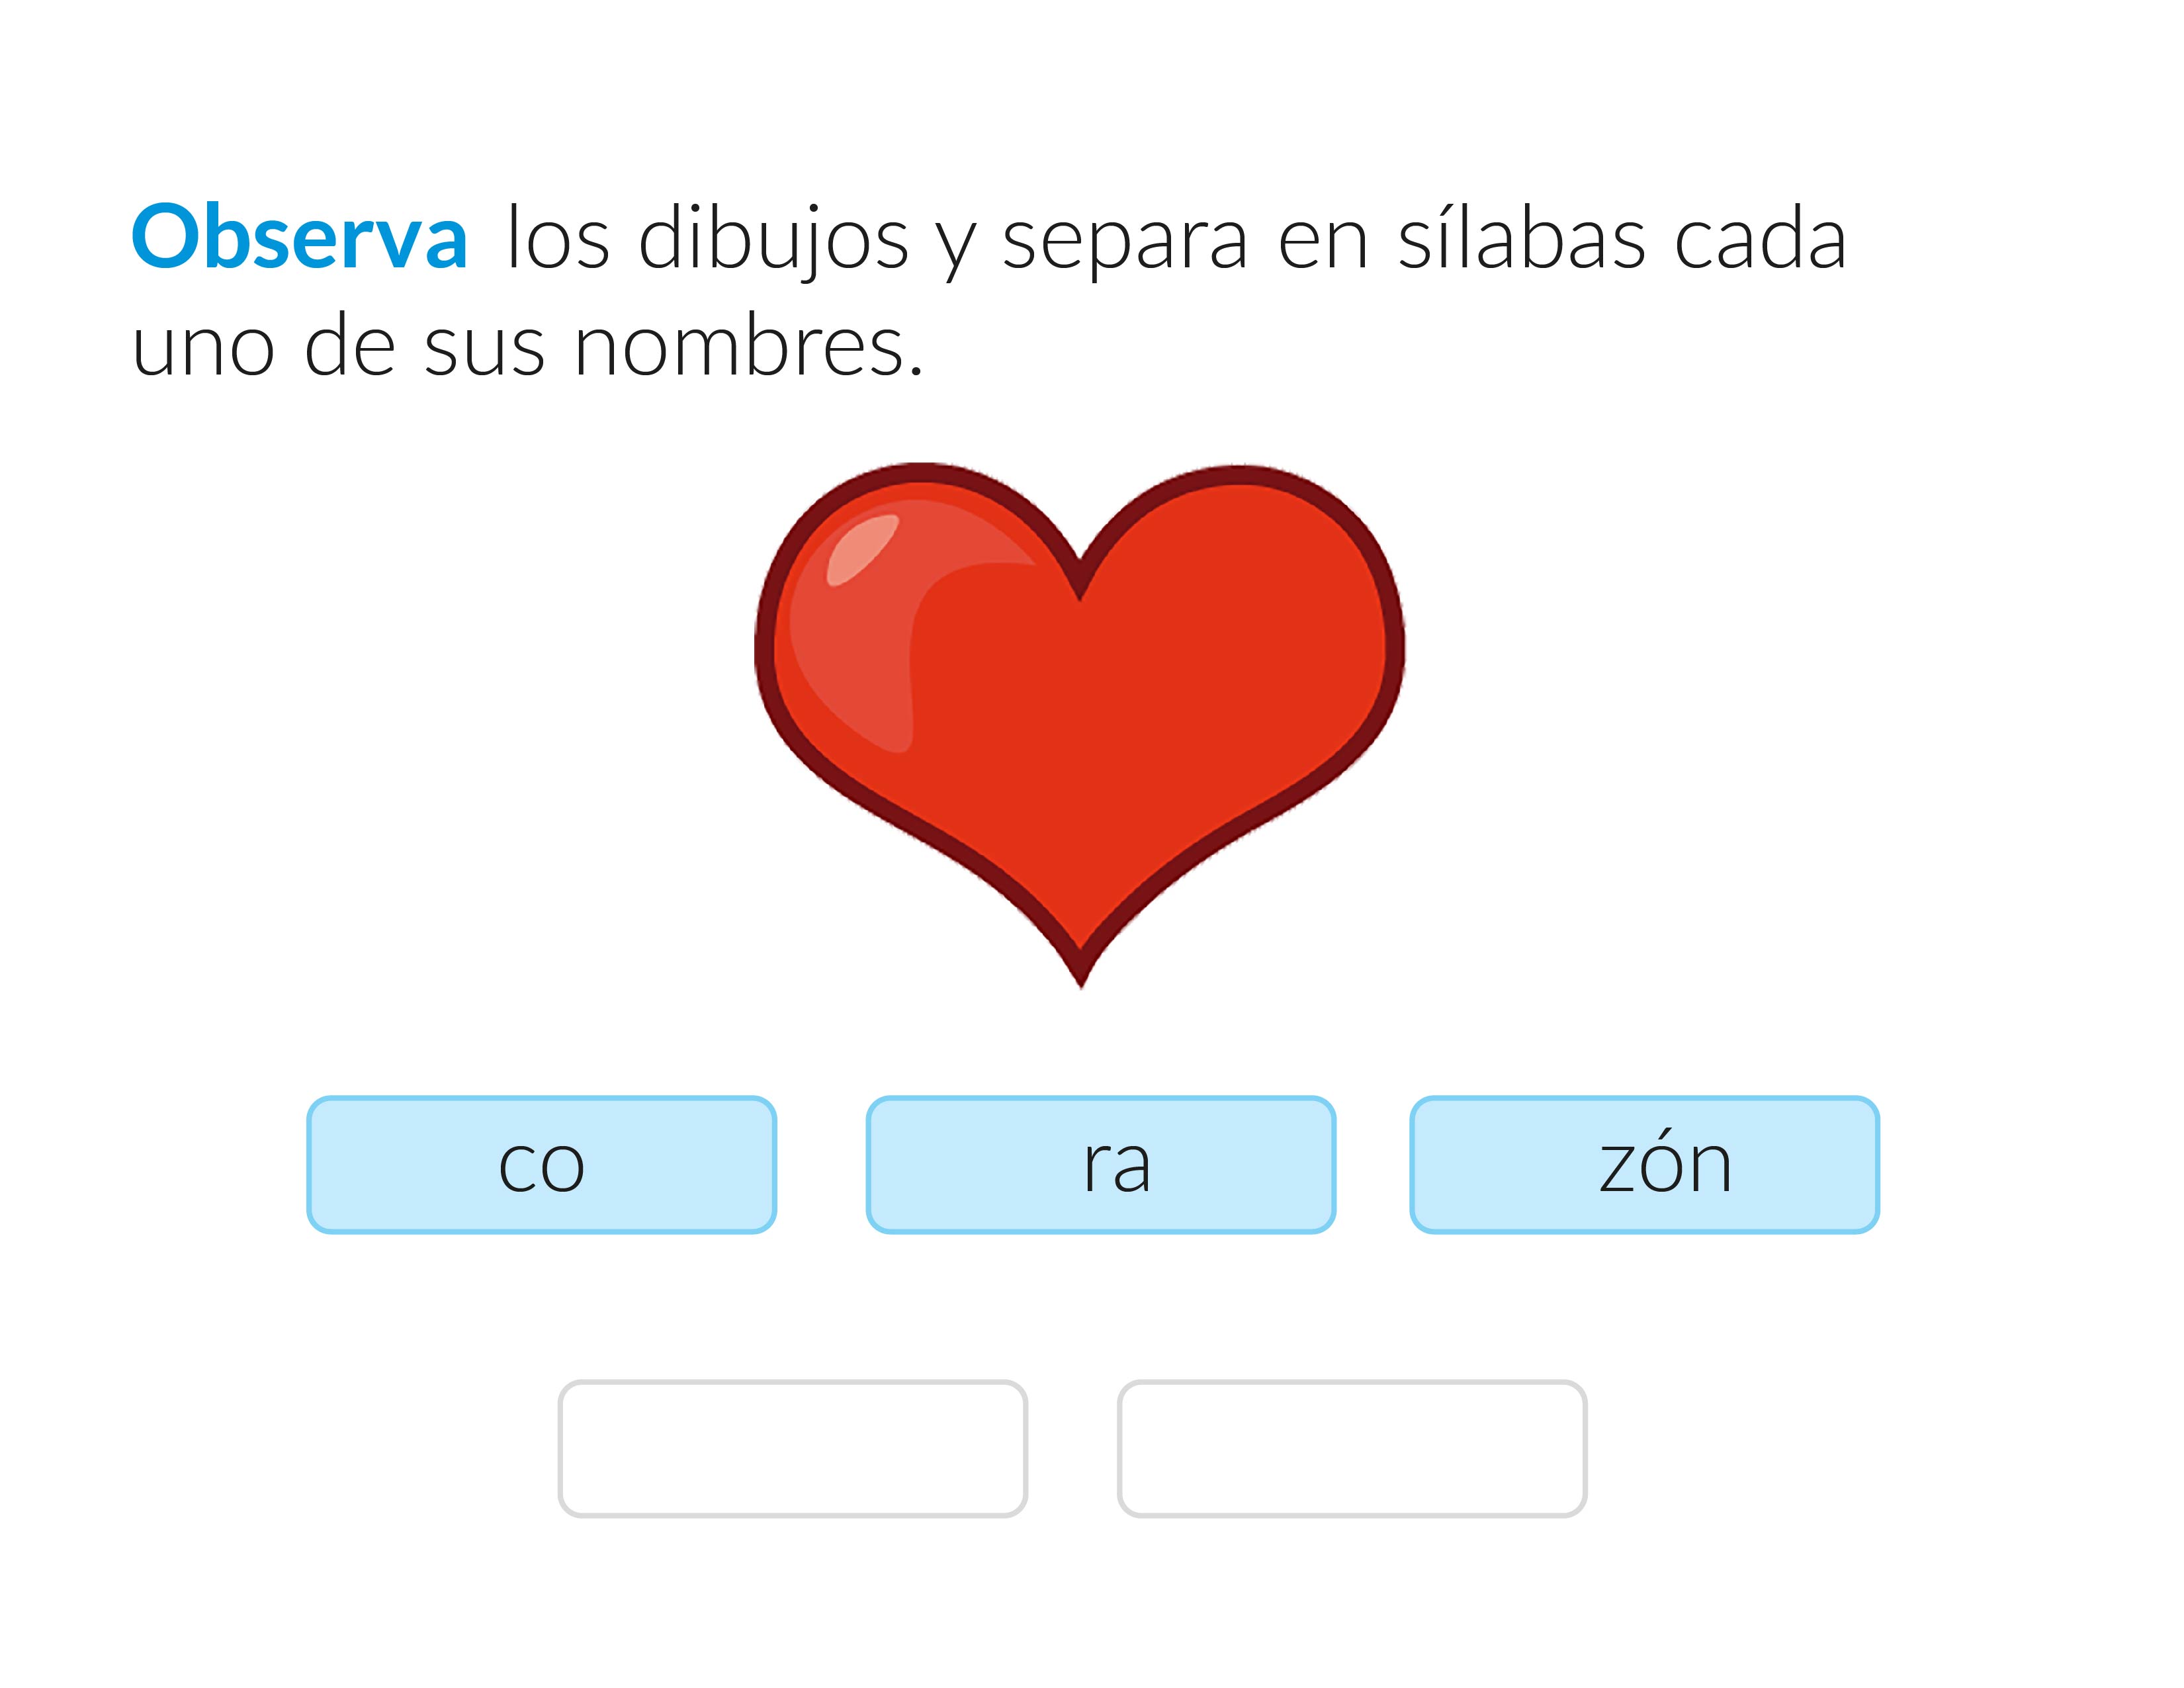 Observa los dibujos y separa en sílabas cada
uno de sus nombres.
co ra zón